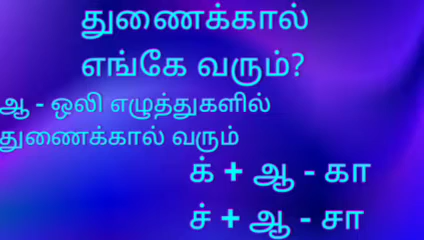 துணைக்கால்
எங்கே வரும்?
ஆ - ஒலி எழுத்துகளில்
துணைக்கால் வரும்
க் + ஆ - கா
ச் + ஆ - சா